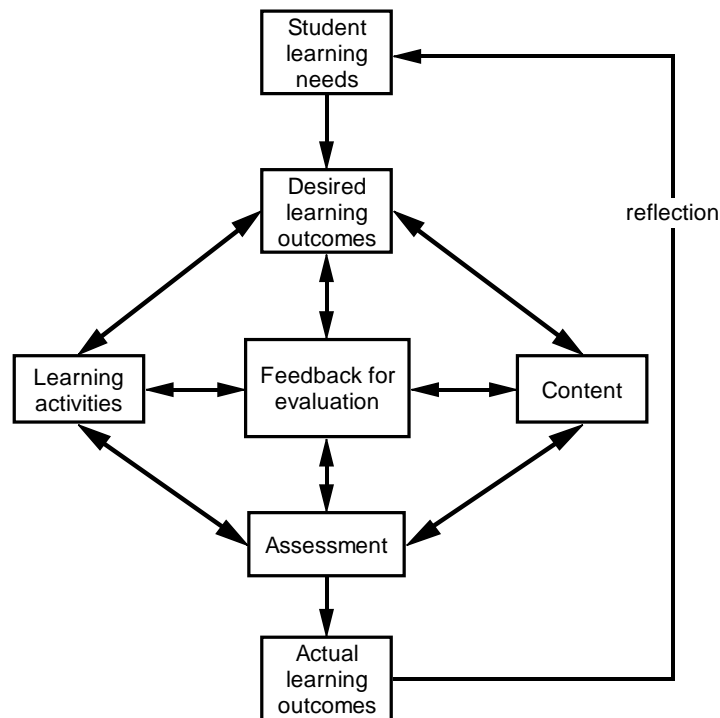 Student
learning
needs
Desired
learning
outcomes
reflection
Learning
activities
Feedback for
evaluation
Content
Assessment
Actual
learning
outcomes